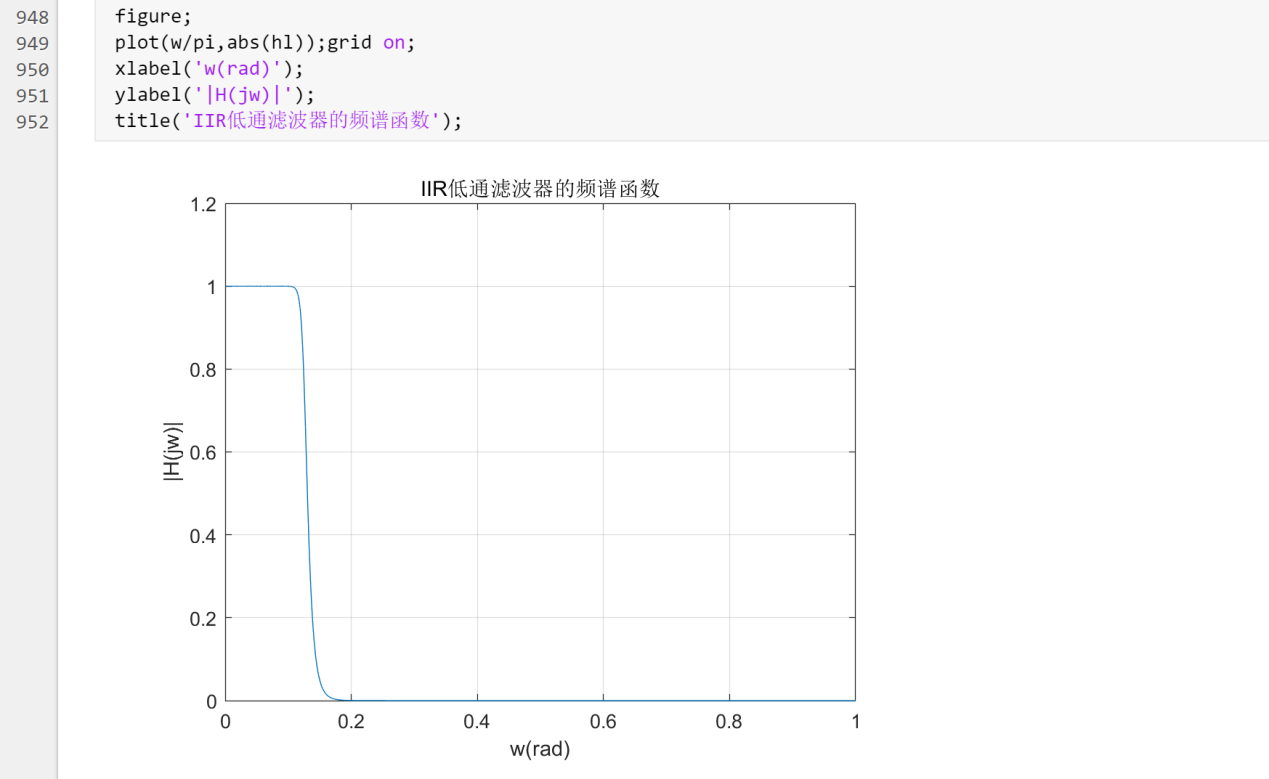 948 figure;
949 plot(w/pi,abs(hl));grid on;
950 xlabel('w(rad)');
951 ylabel('|H(jw)|');
952 title('IIR低通滤波器的频谱函数');
IIR低通滤波器的频谱函数
1.2
1
0.8
0.6
0.4
0.2
0
|H(jw)|
0 0.2 0.4 0.6 0.8 1
w(rad)